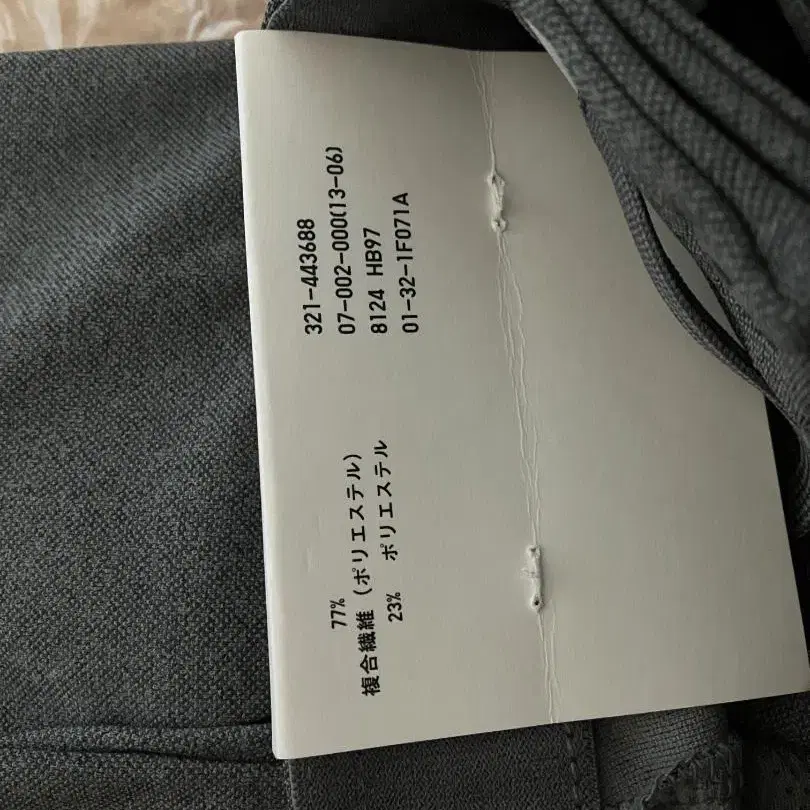 321-443688
07-002-000(13-06)
8124 HB97
01-32-1F071A
77%
複合繊維(ポリエステル)
23% ポリエステル